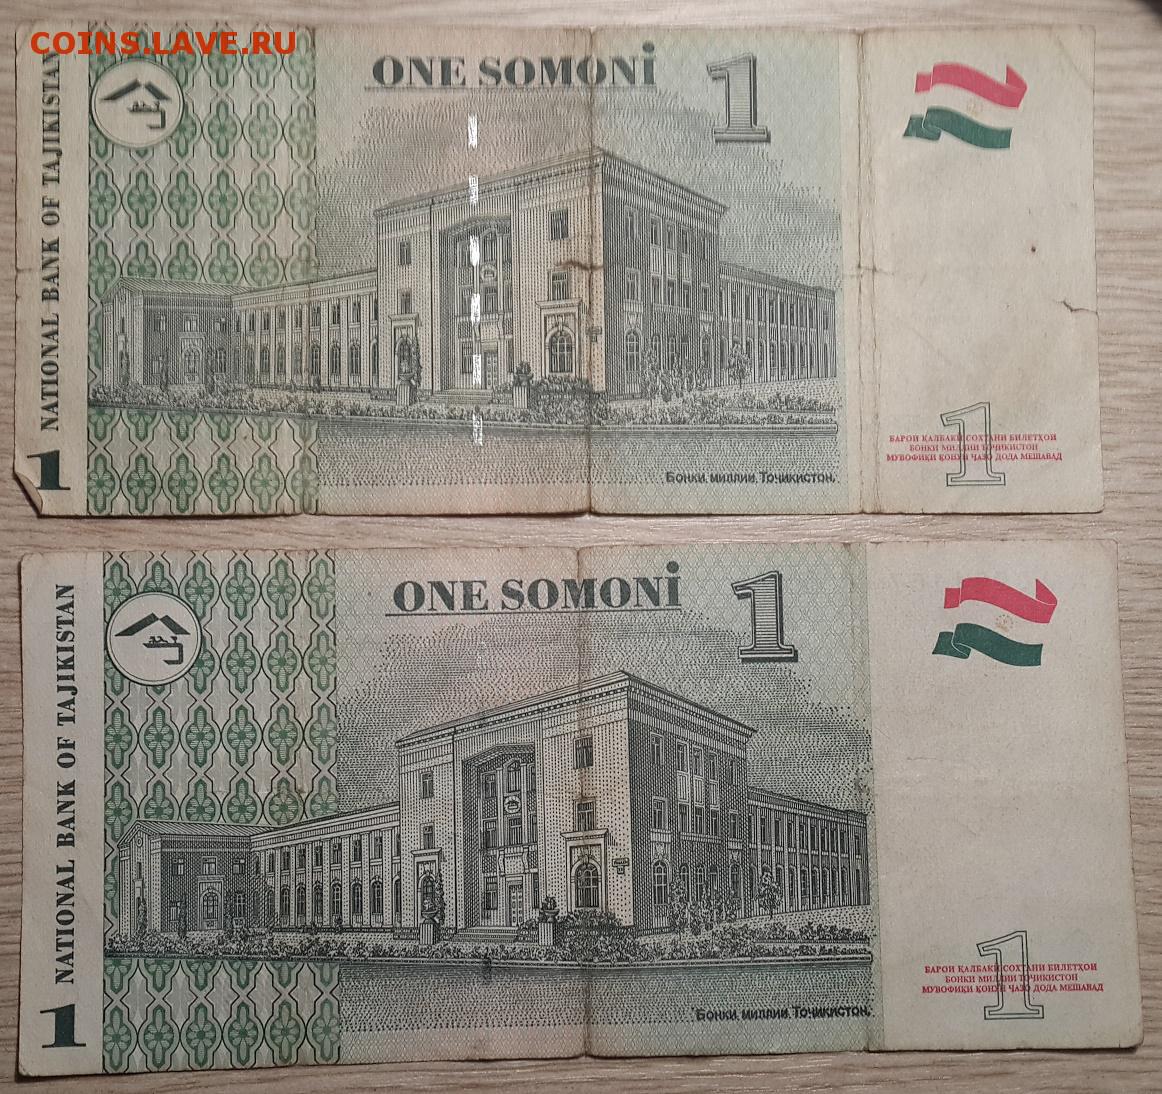 COINS.LAVE.RU
NATIONAL BANK OF TAJIKISTAN
ONE SOMONİ
1
1
БАРОИ ҚАЛБАКӢ СОХТАНИ БИЛЕТҲОИ
БОНКИ МИЛЛИИ ТОҶИКИСТОН
МУВОФИҚИ ҚОНУН ҶАЗО ДОДА МЕШАВАД
1
Бонки миллии Тоҷикистон.
1
NATIONAL BANK OF TAJIKISTAN
ONE SOMONİ
1
1
БАРОИ ҚАЛБАКӢ СОХТАНИ БИЛЕТҲОИ
БОНКИ МИЛЛИИ ТОҶИКИСТОН
МУВОФИҚИ ҚОНУН ҶАЗО ДОДА МЕШАВАД
Бонки миллии Тоҷикистон.
1